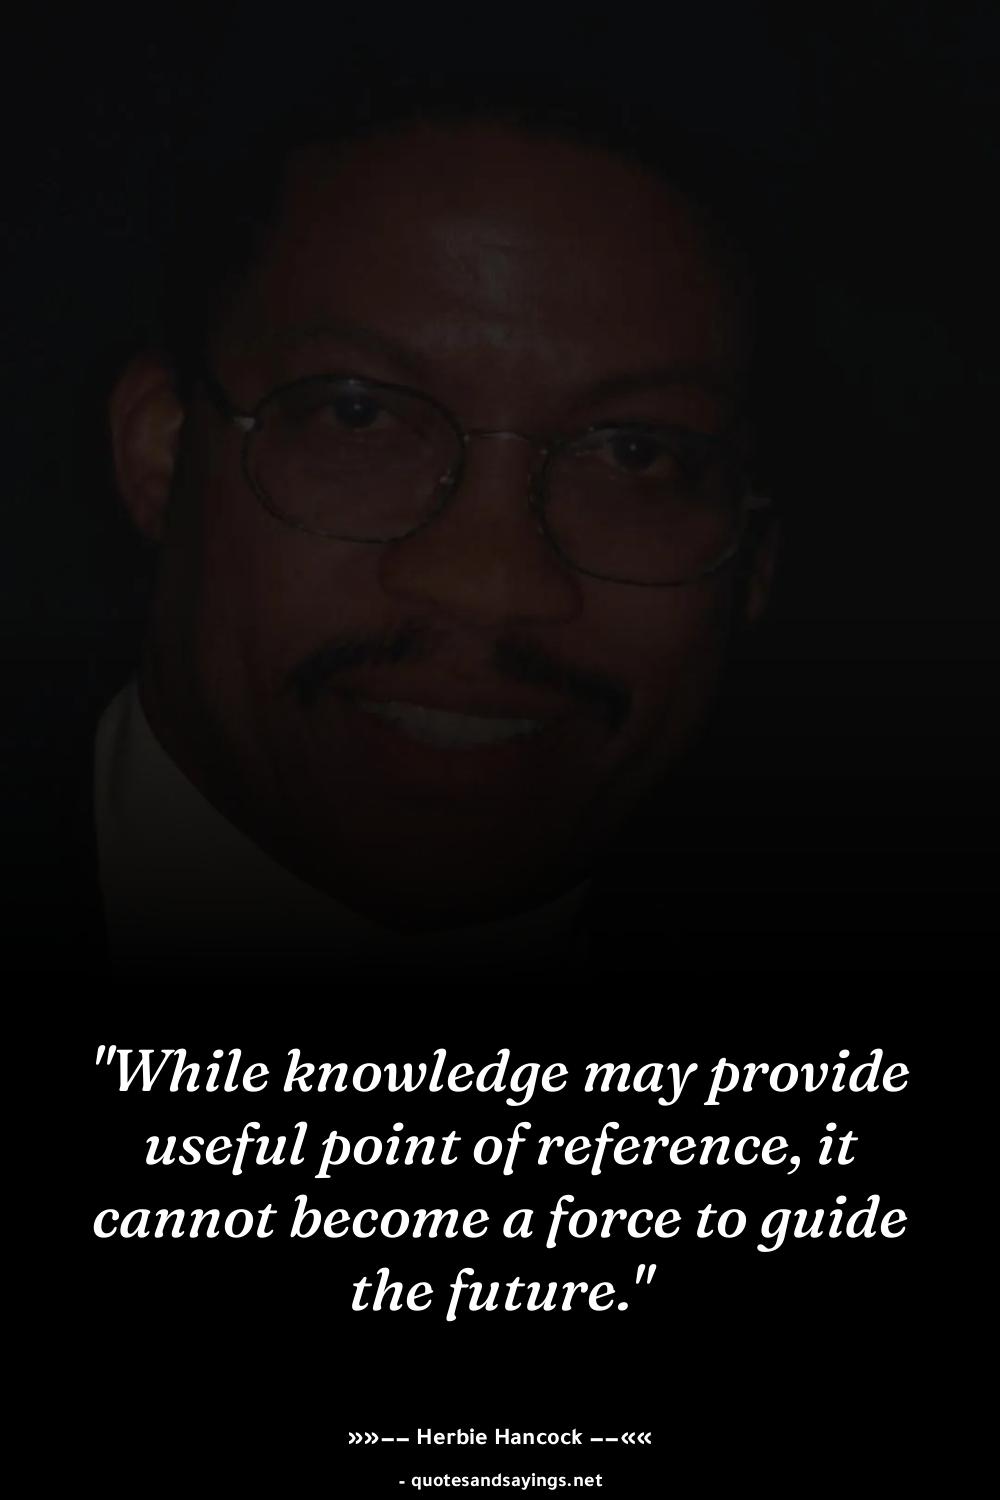 "While knowledge may provide
useful point of reference, it
cannot become a force to guide
the future."
»»–– Herbie Hancock ––««
- quotesandsayings.net